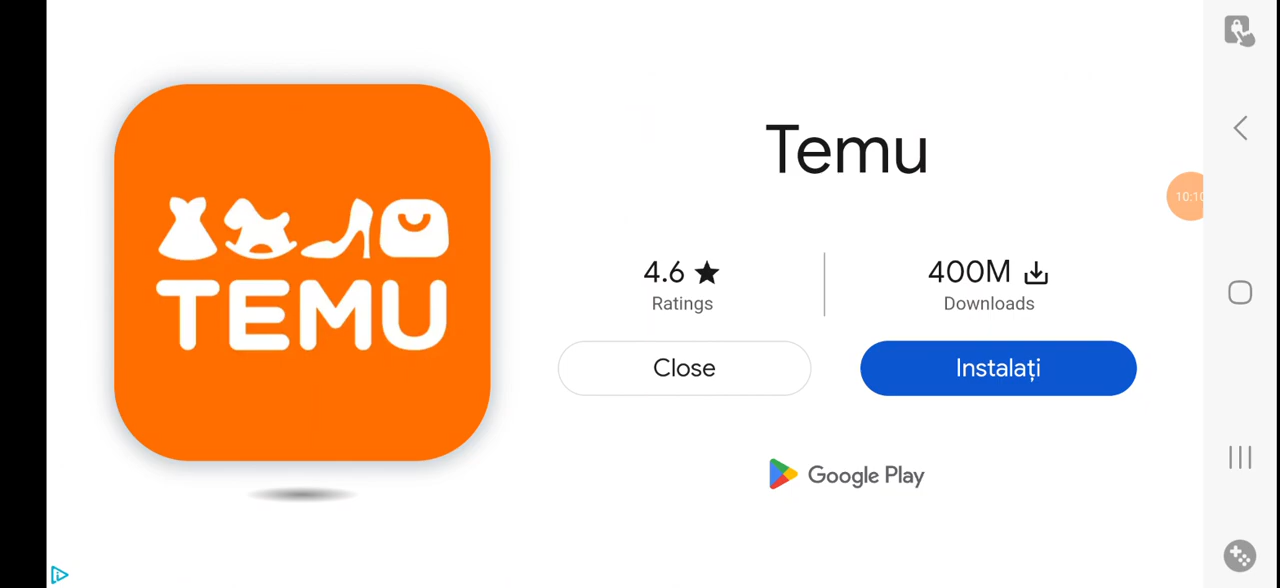 TEMU
Temu
4.6
Ratings
400M
Downloads
Close
Instalați
Google Play
10:10